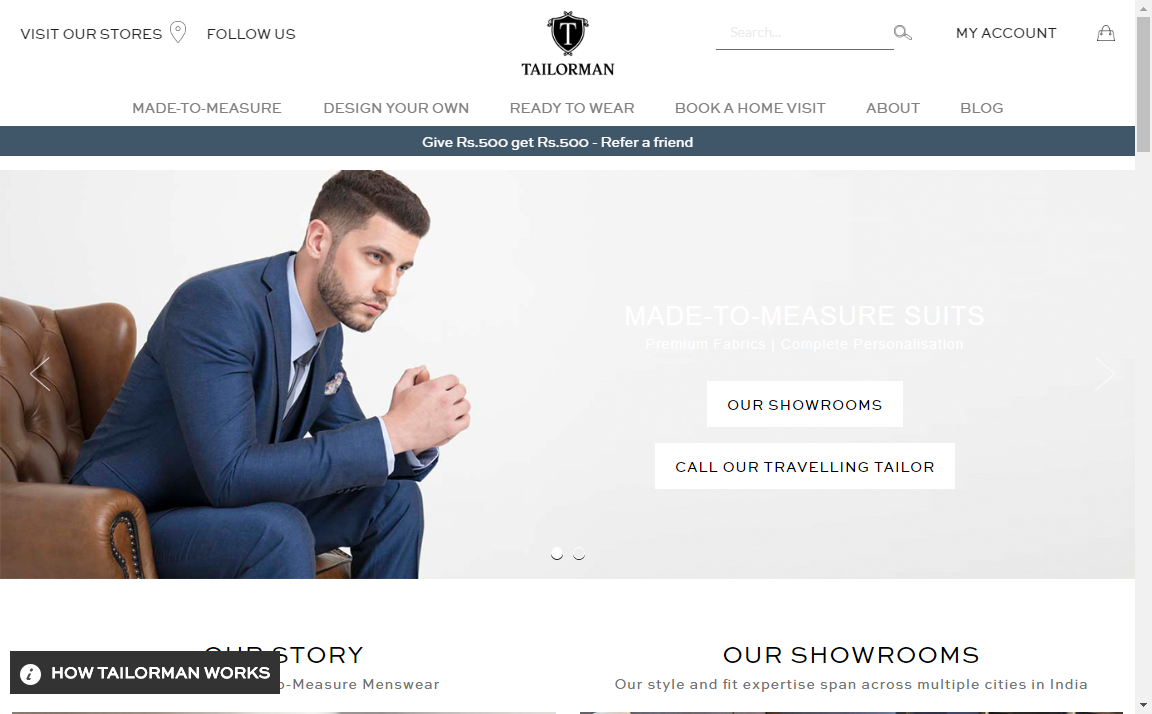 VISIT OUR STORES
FOLLOW US
T
TAILORMAN
Search...
MY ACCOUNT
MADE-TO-MEASURE
DESIGN YOUR OWN
READY TO WEAR
BOOK A HOME VISIT
ABOUT
BLOG
Give Rs.500 get Rs.500 - Refer a friend
MADE-TO-MEASURE SUITS
Premium Fabrics | Complete Personalisation
OUR SHOWROOMS
CALL OUR TRAVELLING TAILOR
OUR STORY
o-Measure Menswear
i HOW TAILORMAN WORKS
OUR SHOWROOMS
Our style and fit expertise span across multiple cities in India